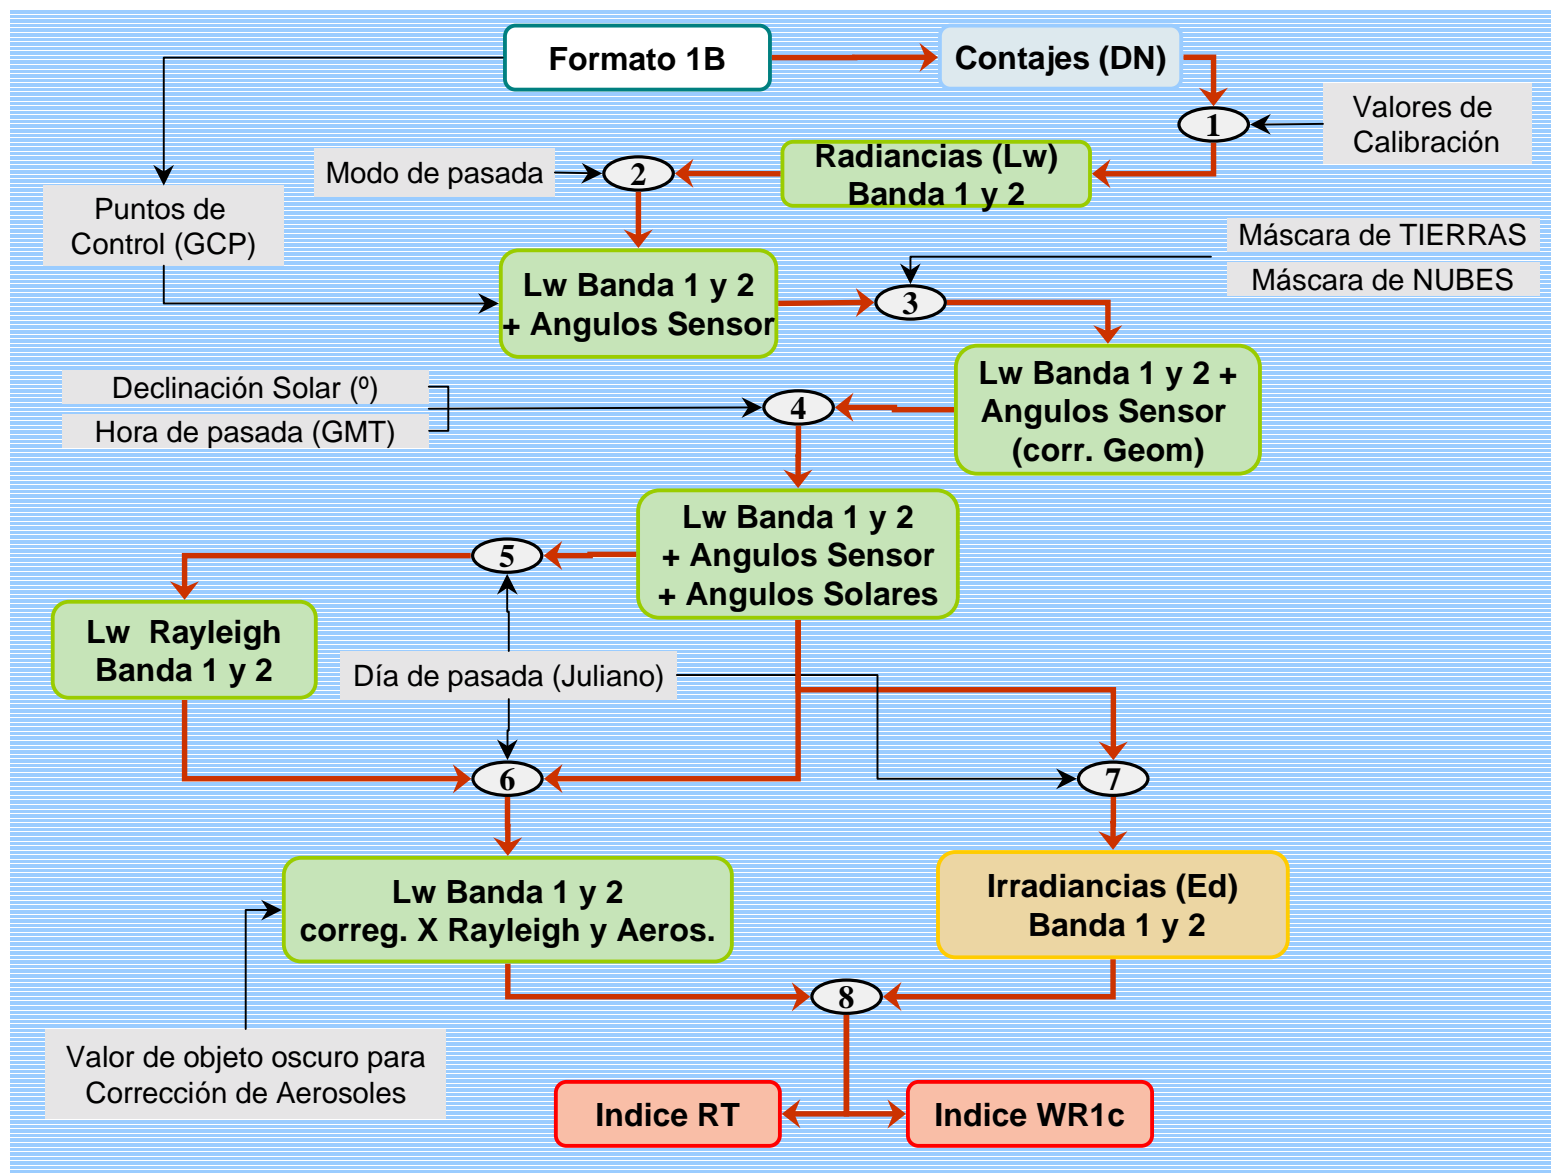 Formato 1B
Contajes (DN)
1
Valores de
Calibración
Modo de pasada
2
Radiancias (Lw)
Banda 1 y 2
Puntos de
Control (GCP)
Máscara de TIERRAS
Máscara de NUBES
Lw Banda 1 y 2
+ Angulos Sensor
3
Declinación Solar (º)
Hora de pasada (GMT)
4
Lw Banda 1 y 2 +
Angulos Sensor
(corr. Geom)
Lw Banda 1 y 2
+ Angulos Sensor
+ Angulos Solares
5
Lw Rayleigh
Banda 1 y 2
Día de pasada (Juliano)
6
7
Lw Banda 1 y 2
correg. X Rayleigh y Aeros.
Irradiancias (Ed)
Banda 1 y 2
8
Valor de objeto oscuro para
Corrección de Aerosoles
Indice RT
Indice WR1c